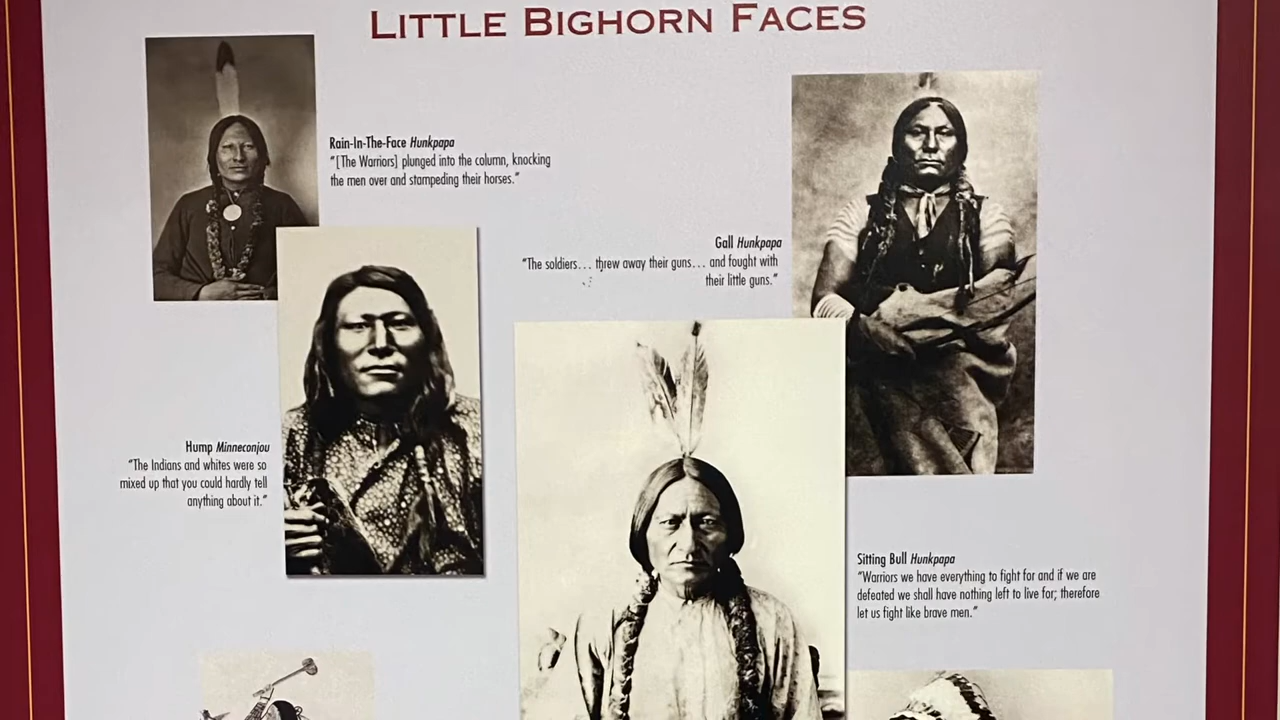 LITTLE BIGHORN FACES
Rain-In-The-Face Hunkpapa
"[The Warriors] plunged into the column, knocking
the men over and stampeding their horses."
Gall Hunkpapa
"The soldiers... threw away their guns... and fought with
their little guns."
Hump Minneconjou
"The Indians and whites were so
mixed up that you could hardly tell
anything about it."
Sitting Bull Hunkpapa
"Warriors we have everything to fight for and if we are
defeated we shall have nothing left to live for; therefore
let us fight like brave men."